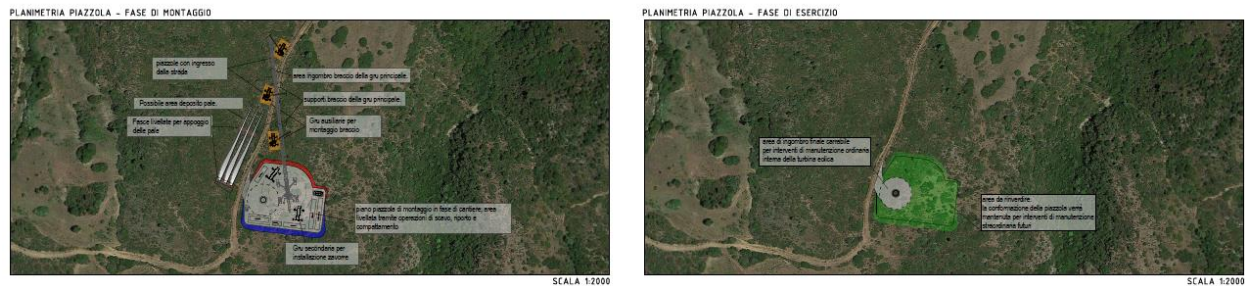 PLANIMETRIA PIAZZOLA - FASE DI MONTAGGIO
piazzole con ingresso
dalla strada
area ingombro braccio della gru principale.
Possibile area deposito pale.
supporti braccio della gru principale.
Fasce livellate per appoggio
delle pale
Gru ausiliarie per
montaggio braccio.
piano piazzola di montaggio in fase di cantiere, area
livellata tramite operazioni di scavo, riporto e
compattamento
Gru secondarie per
installazione zavorre
SCALA 1:2000
PLANIMETRIA PIAZZOLA - FASE DI ESERCIZIO
area di ingombro finale carrabile
per interventi di manutenzione ordinaria
interna della turbina eolica
area da rinverdire.
la conformazione della piazzola verrà
mantenuta per interventi di manutenzione
straordinaria futuri
SCALA 1:2000